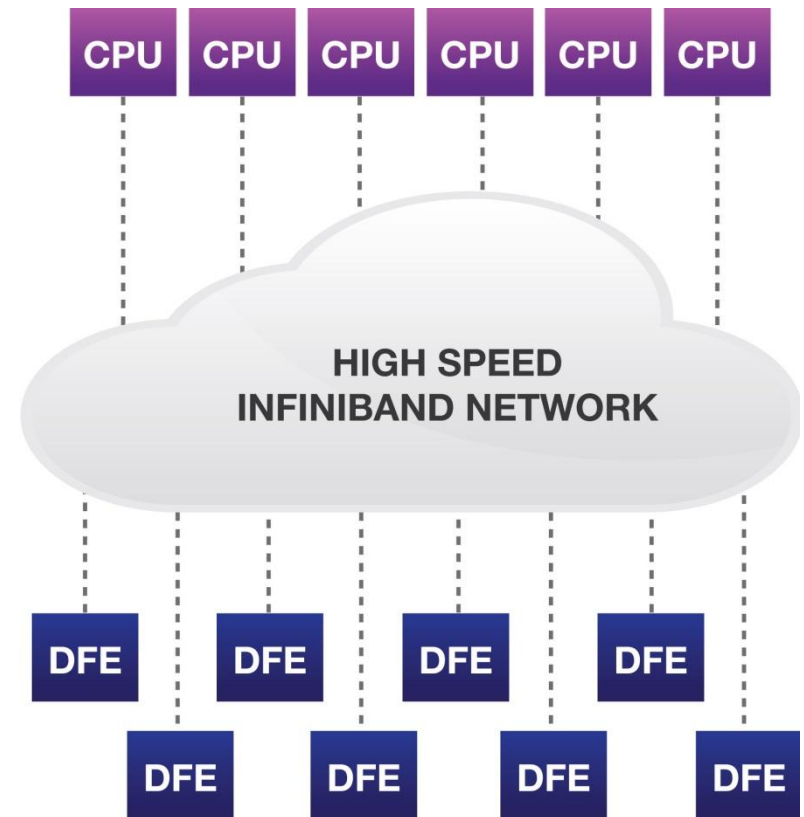 CPU CPU CPU CPU CPU CPU
HIGH SPEED
INFINIBAND NETWORK
DFE DFE DFE DFE
DFE DFE DFE DFE